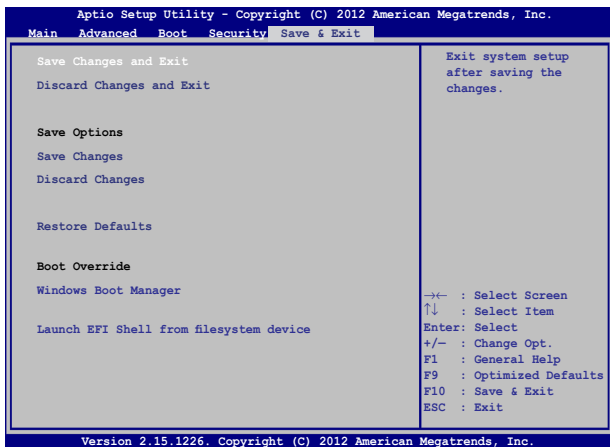 Aptio Setup Utility - Copyright (C) 2012 American Megatrends, Inc.
Main Advanced Boot Security Save & Exit
Save Changes and Exit
Discard Changes and Exit
Save Options
Save Changes
Discard Changes
Restore Defaults
Boot Override
Windows Boot Manager
Launch EFI Shell from filesystem device
Exit system setup
after saving the
changes.
→← : Select Screen
↑↓ : Select Item
Enter: Select
+/— : Change Opt.
F1 : General Help
F9 : Optimized Defaults
F10 : Save & Exit
ESC : Exit
Version 2.15.1226. Copyright (C) 2012 American Megatrends, Inc.